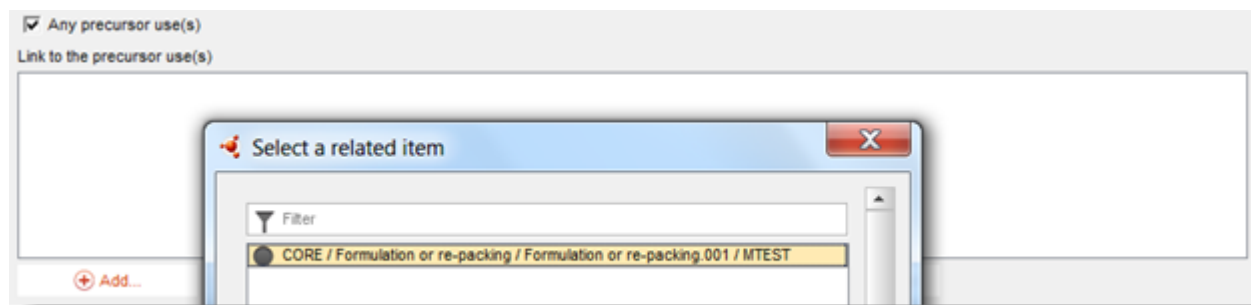 Any precursor use(s)
Link to the precursor use(s)
Select a related item
Filter
CORE / Formulation or re-packing / Formulation or re-packing.001 / MTEST
Add...